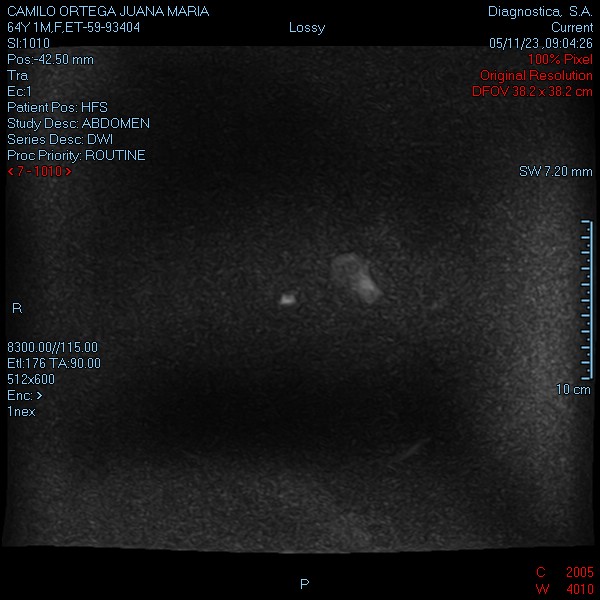 CAMILO ORTEGA JUANA MARIA
64Y 1M,F,ET-59-93404
SI:1010
Pos:-42.50 mm
Tra
Ec:1
Patient Pos: HFS
Study Desc: ABDOMEN
Series Desc: DWI
Proc Priority: ROUTINE
< 7 - 1010 >
Lossy
Diagnostica, S.A.
Current
05/11/23 ,09:04:26
100% Pixel
Original Resolution
DFOV 38.2 x 38.2 cm
SW 7.20 mm
R
8300.00//115.00
Etl:176 TA:90.00
512x600
Enc: >
1nex
10 cm
P
C 2005
W 4010